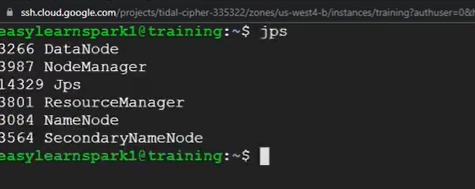 ssh.cloud.google.com/projects/tidal-cipher-335322/zones/us-west4-b/instances/training?authuser=0&h
easylearnspark1@training:~$ jps
3266 DataNode
3987 NodeManager
14329 Jps
3801 ResourceManager
3084 NameNode
3564 SecondaryNameNode
easylearnspark1@training:~$